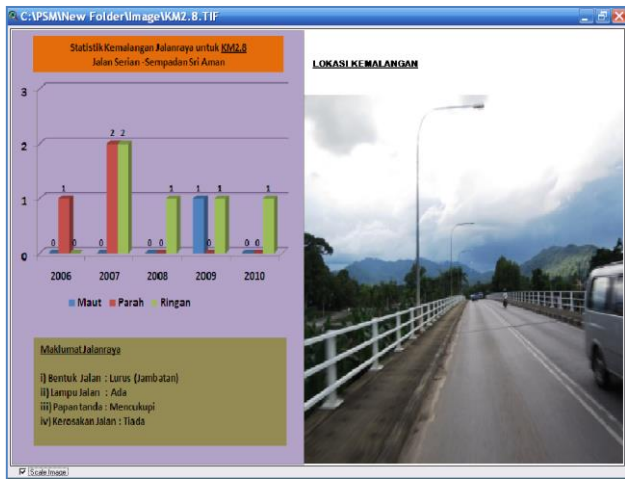 C:\PSM\New Folder\Image\KM2.8.TIF
Statistik Kemalangan Jalanraya untuk KM2.8
Jalan Serian -Sempadan Sri Aman
LOKASI KEMALANGAN
3
2
1
0
0 1 0
0 2 2
0 0 1
1 0 1
0 0 1
2006 2007 2008 2009 2010
Maut Parah Ringan
Maklumat Jalanraya
i) Bentuk Jalan : Lurus (Jambatan)
ii) Lampu Jalan : Ada
iii) Papan tanda : Mencukupi
iv) Kerosakan Jalan : Tiada
Scale Image